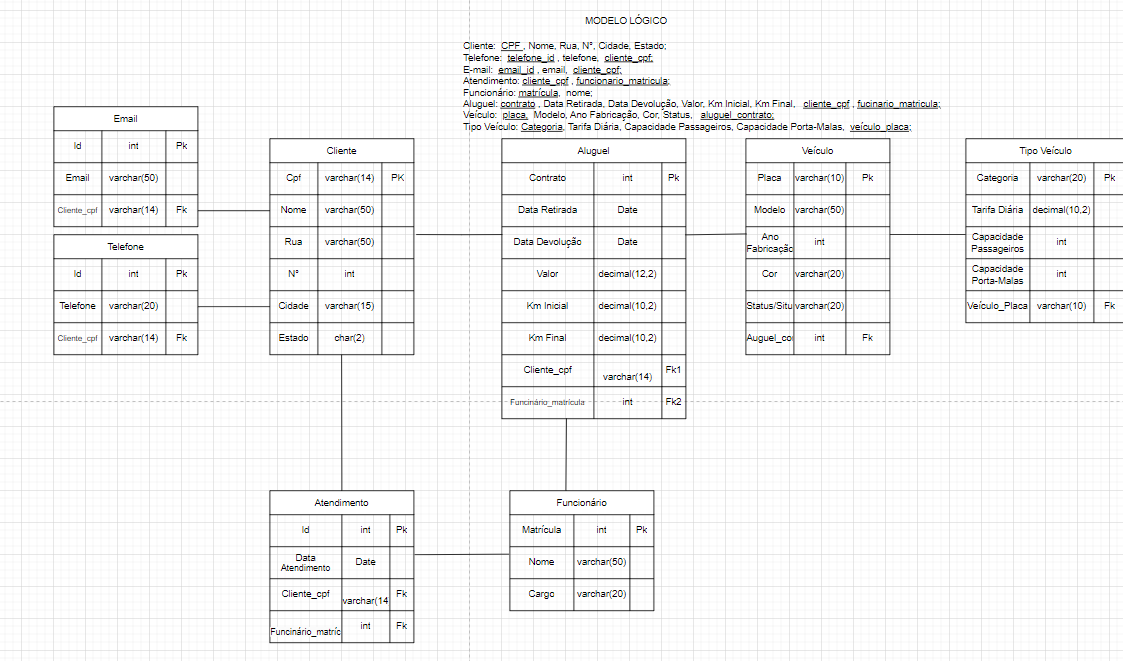 MODELO LÓGICO
Cliente: CPF , Nome, Rua, N°, Cidade, Estado;
Telefone: telefone_id , telefone, cliente_cpf;
E-mail: email_id , email, cliente_cpf;
Atendimento: cliente_cpf , funcionario_matricula;
Funcionário: matrícula, nome;
Aluguel: contrato , Data Retirada, Data Devolução, Valor, Km Inicial, Km Final, cliente_cpf , fucinario_matricula;
Veículo: placa, Modelo, Ano Fabricação, Cor, Status, aluguel_contrato;
Tipo Veículo: Categoria, Tarifa Diária, Capacidade Passageiros, Capacidade Porta-Malas, veículo_placa;
Email
Id int Pk
Email varchar(50)
Cliente_cpf varchar(14) Fk
Telefone
Id int Pk
Telefone varchar(20)
Cliente_cpf varchar(14) Fk
Cliente
Cpf varchar(14) PK
Nome varchar(50)
Rua varchar(50)
N° int
Cidade varchar(15)
Estado char(2)
Aluguel
Contrato int Pk
Data Retirada Date
Data Devolução Date
Valor decimal(12,2)
Km Inicial decimal(10,2)
Km Final decimal(10,2)
Cliente_cpf varchar(14) Fk1
Funcinário_matrícula int Fk2
Veículo
Placa varchar(10) Pk
Modelo varchar(50)
Ano
Fabricação int
Cor varchar(20)
Status/Situ varchar(20)
Auguel_co int Fk
Tipo Veículo
Categoria varchar(20) Pk
Tarifa Diária decimal(10,2)
Capacidade
Passageiros int
Capacidade
Porta-Malas int
Veículo_Placa varchar(10) Fk
Atendimento
Id int Pk
Data
Atendimento Date
Cliente_cpf varchar(14 Fk
Funcinário_matríc int Fk
Funcionário
Matrícula int Pk
Nome varchar(50)
Cargo varchar(20)